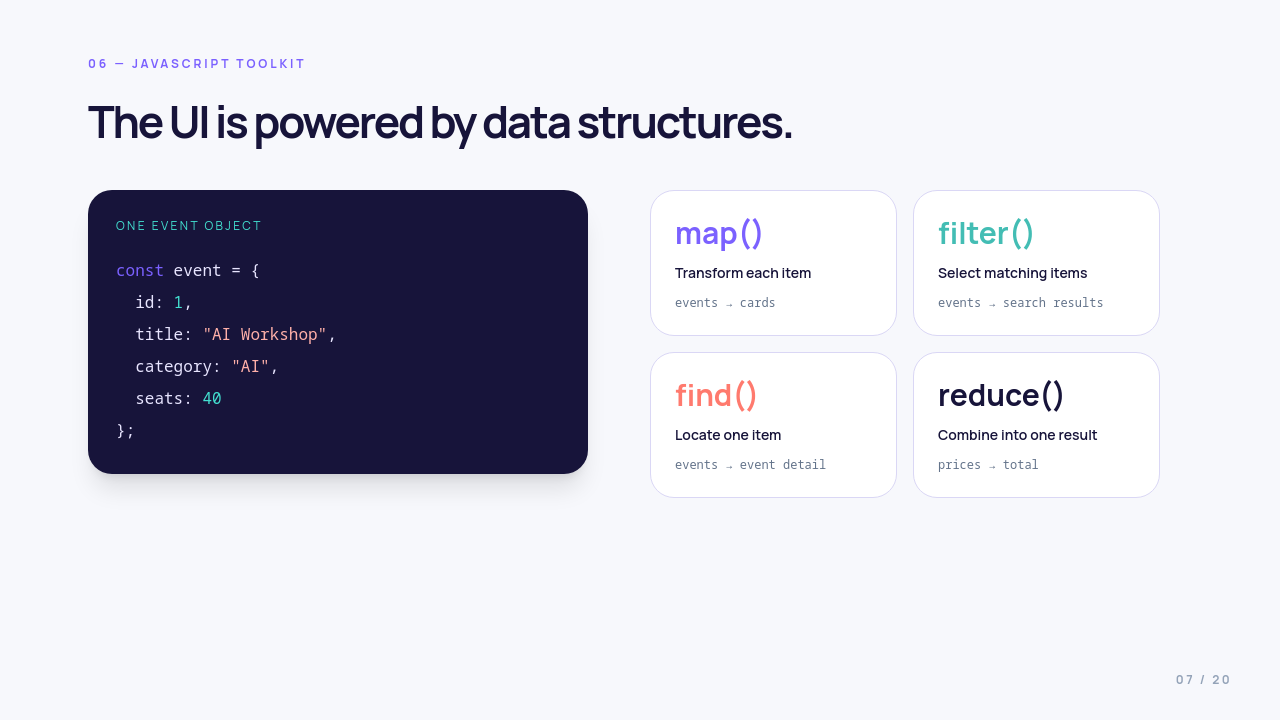 06 — JAVASCRIPT TOOLKIT
The UI is powered by data structures.
ONE EVENT OBJECT
const event = {
  id: 1,
  title: "AI Workshop",
  category: "AI",
  seats: 40
};
map()
Transform each item
events → cards
filter()
Select matching items
events → search results
find()
Locate one item
events → event detail
reduce()
Combine into one result
prices → total
07 / 20